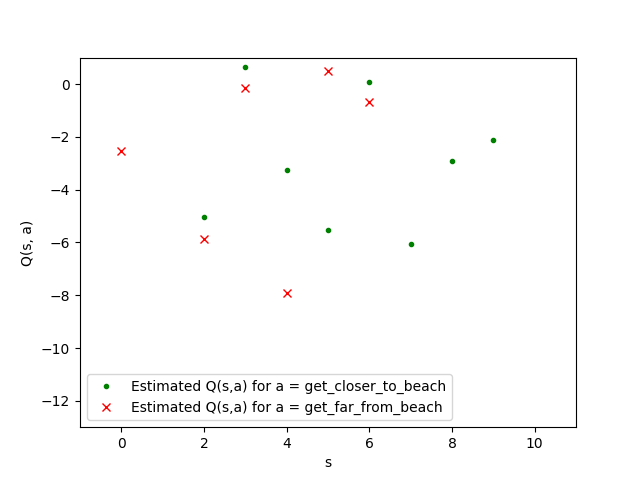 0
−2
−4
−6
−8
−10
−12
Q(s, a)
Estimated Q(s,a) for a = get_closer_to_beach
Estimated Q(s,a) for a = get_far_from_beach
0 2 4 6 8 10
s